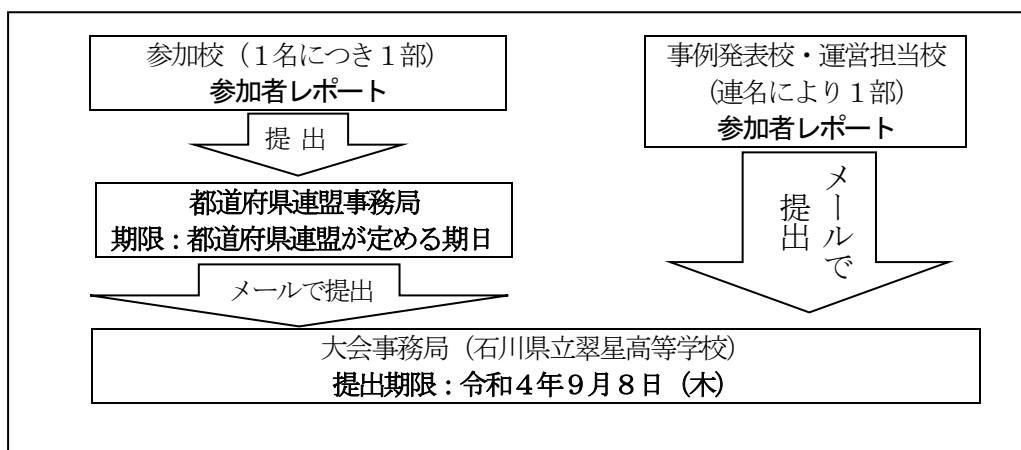 参加校（１名につき１部）
参加者レポート
提 出
都道府県連盟事務局
期限：都道府県連盟が定める期日
メールで提出
事例発表校・運営担当校
(連名により１部)
参加者レポート
メールで
提出
大会事務局（石川県立翠星高等学校）
提出期限：令和４年９月８日（木）